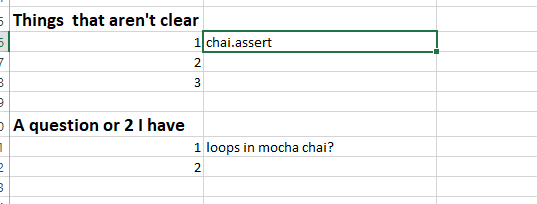 Things  that aren't clear
1 chai.assert
2
3
A question or 2 I have
1 loops in mocha chai?
2